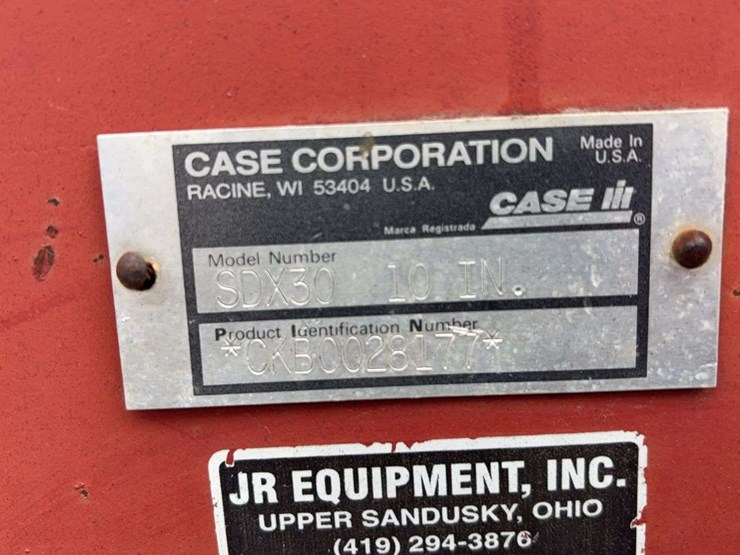 CASE CORPORATION
Made In
U.S.A.
RACINE, WI 53404 U.S.A.
CASE IH
®
Marca Registrada
Model Number
SDX30 10 IN.
Product Identification Number
*CKB0028177*
JR EQUIPMENT, INC.
UPPER SANDUSKY, OHIO
(419) 294-3876